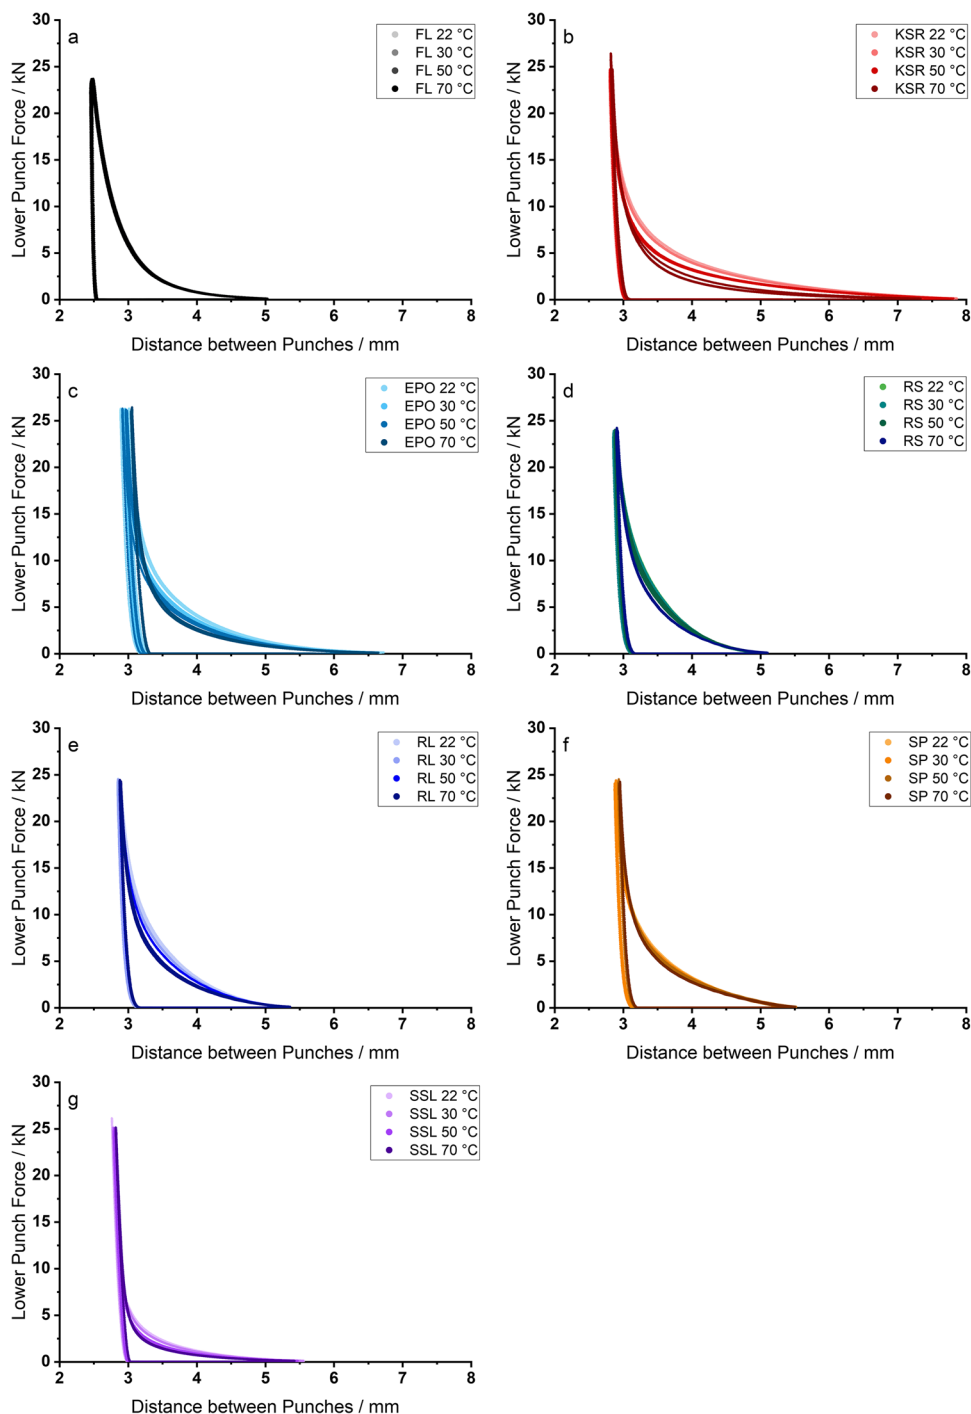 a
FL 22 °C
FL 30 °C
FL 50 °C
FL 70 °C
Lower Punch Force / kN
30
25
20
15
10
5
0
2 3 4 5 6 7 8
Distance between Punches / mm
b
KSR 22 °C
KSR 30 °C
KSR 50 °C
KSR 70 °C
Lower Punch Force / kN
30
25
20
15
10
5
0
2 3 4 5 6 7 8
Distance between Punches / mm
c
EPO 22 °C
EPO 30 °C
EPO 50 °C
EPO 70 °C
Lower Punch Force / kN
30
25
20
15
10
5
0
2 3 4 5 6 7 8
Distance between Punches / mm
d
RS 22 °C
RS 30 °C
RS 50 °C
RS 70 °C
Lower Punch Force / kN
30
25
20
15
10
5
0
2 3 4 5 6 7 8
Distance between Punches / mm
e
RL 22 °C
RL 30 °C
RL 50 °C
RL 70 °C
Lower Punch Force / kN
30
25
20
15
10
5
0
2 3 4 5 6 7 8
Distance between Punches / mm
f
SP 22 °C
SP 30 °C
SP 50 °C
SP 70 °C
Lower Punch Force / kN
30
25
20
15
10
5
0
2 3 4 5 6 7 8
Distance between Punches / mm
g
SSL 22 °C
SSL 30 °C
SSL 50 °C
SSL 70 °C
Lower Punch Force / kN
30
25
20
15
10
5
0
2 3 4 5 6 7 8
Distance between Punches / mm